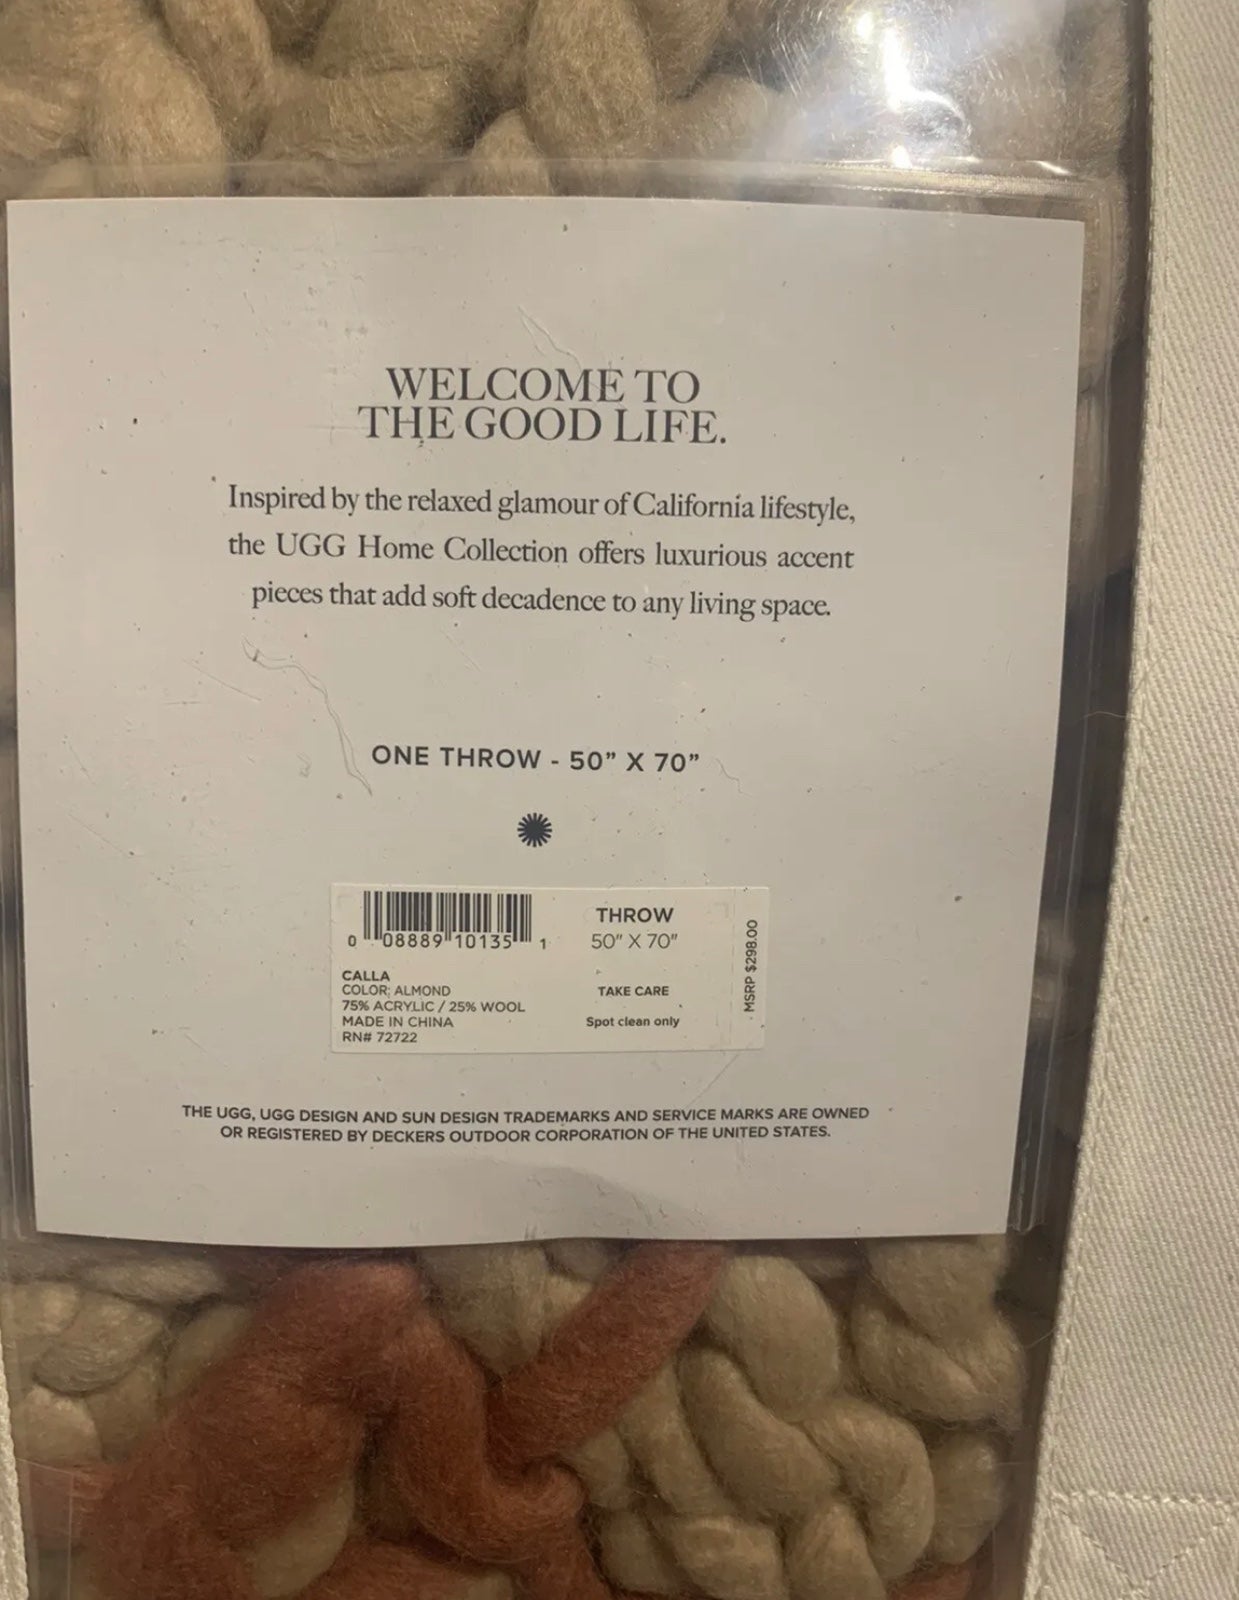 WELCOME TO
THE GOOD LIFE.
Inspired by the relaxed glamour of California lifestyle,
the UGG Home Collection offers luxurious accent
pieces that add soft decadence to any living space.
ONE THROW - 50” X 70”
0 08889 10135 1
CALLA
COLOR: ALMOND
75% ACRYLIC / 25% WOOL
MADE IN CHINA
RN# 72722
THROW
50” X 70”
TAKE CARE
Spot clean only
MSRP $298.00
THE UGG, UGG DESIGN AND SUN DESIGN TRADEMARKS AND SERVICE MARKS ARE OWNED
OR REGISTERED BY DECKERS OUTDOOR CORPORATION OF THE UNITED STATES.